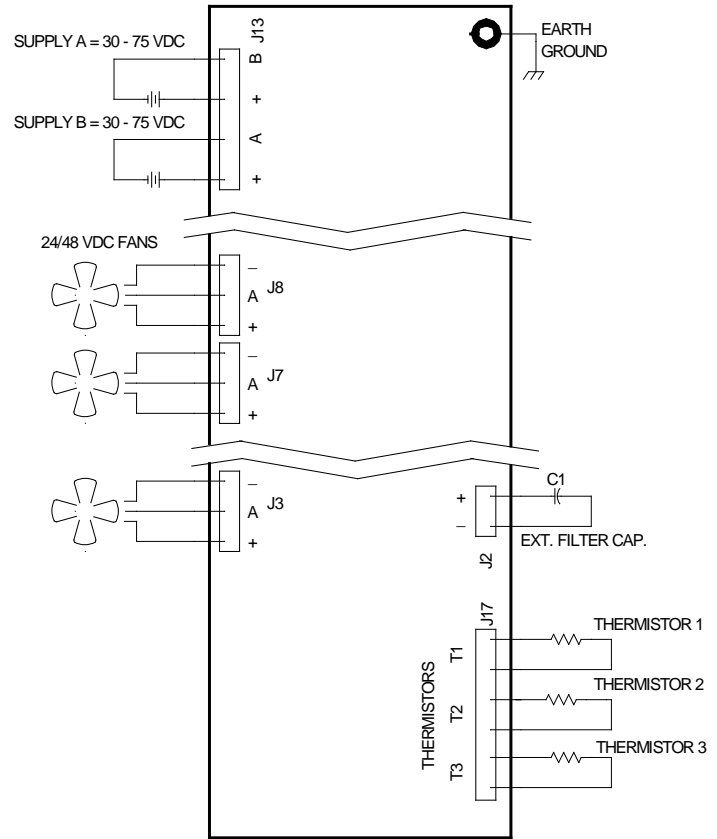 SUPPLY A = 30 - 75 VDC
J13
B
+
EARTH
GROUND
SUPPLY B = 30 - 75 VDC
A
+
24/48 VDC FANS
–
A
+
J8
–
A
+
J7
–
A
+
J3
C1
+
–
J2
EXT. FILTER CAP.
J17
THERMISTORS
T1
THERMISTOR 1
T2
THERMISTOR 2
T3
THERMISTOR 3